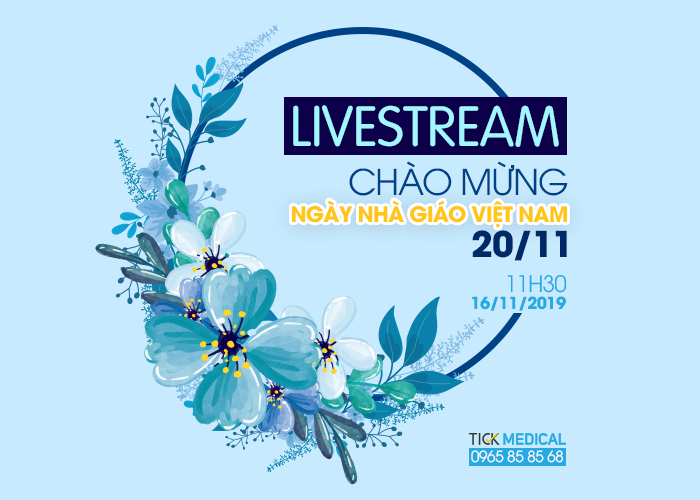 LIVESTREAM
CHÀO MỪNG
NGÀY NHÀ GIÁO VIỆT NAM
20/11
11H30
16/11/2019
TICK MEDICAL
0965 85 85 68